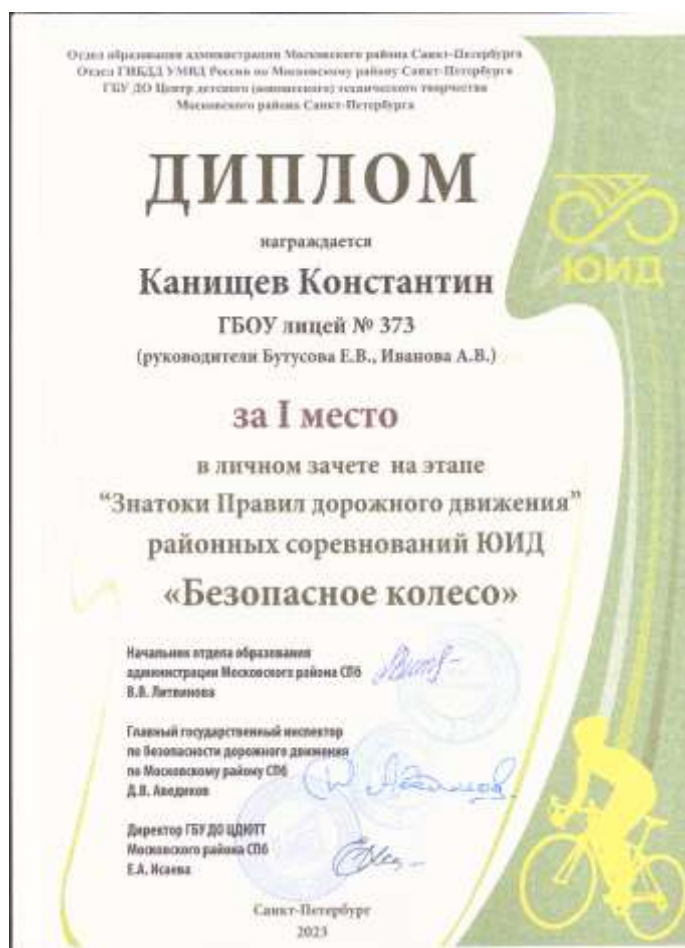 Отдел образования администрации Московского района Санкт-Петербурга
Отдел ГИБДД УМВД России по Московскому району Санкт-Петербурга
ГБУ ДО Центр детского (юношеского) технического творчества
Московского района Санкт-Петербурга
ДИПЛОМ
награждается
Канищев Константин
ГБОУ лицей № 373
(руководители Бутусова Е.В., Иванова А.В.)
за I место
в личном зачете на этапе
“Знатоки Правил дорожного движения”
районных соревнований ЮИД
«Безопасное колесо»
ЮИД
Начальник отдела образования
администрации Московского района СПб
В.В. Литвинова
Главный государственный инспектор
по безопасности дорожного движения
по Московскому району СПб
Д.В. Аведиков
Директор ГБУ ДО ЦДЮТТ
Московского района СПб
Е.А. Исаева
Санкт-Петербург
2023